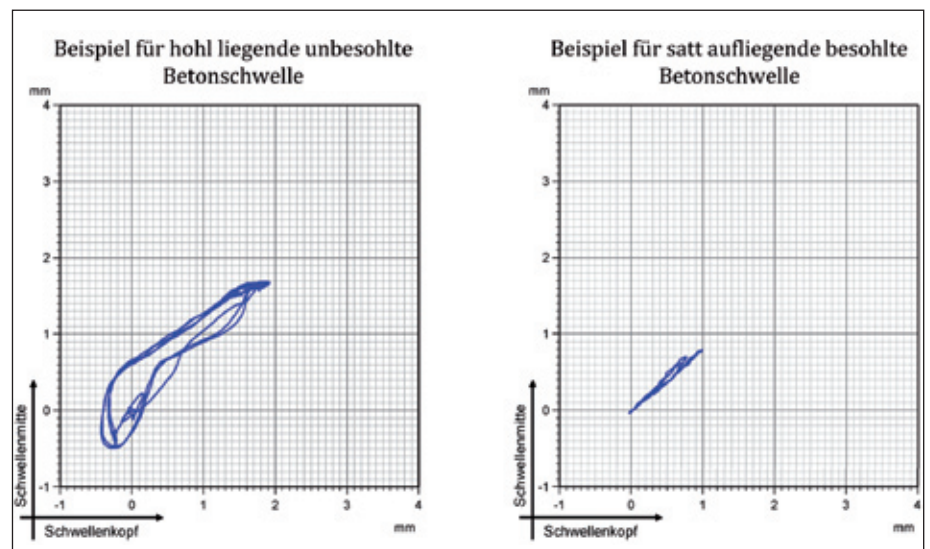 Beispiel für hohl liegende unbesohlte
Betonschwelle
mm
4
3
2
1
0
-1
-1 0 1 2 3 4
mm
Schwellenmitte
Schwellenkopf
Beispiel für satt aufliegende besohlte
Betonschwelle
mm
4
3
2
1
0
-1
-1 0 1 2 3 4
mm
Schwellenmitte
Schwellenkopf